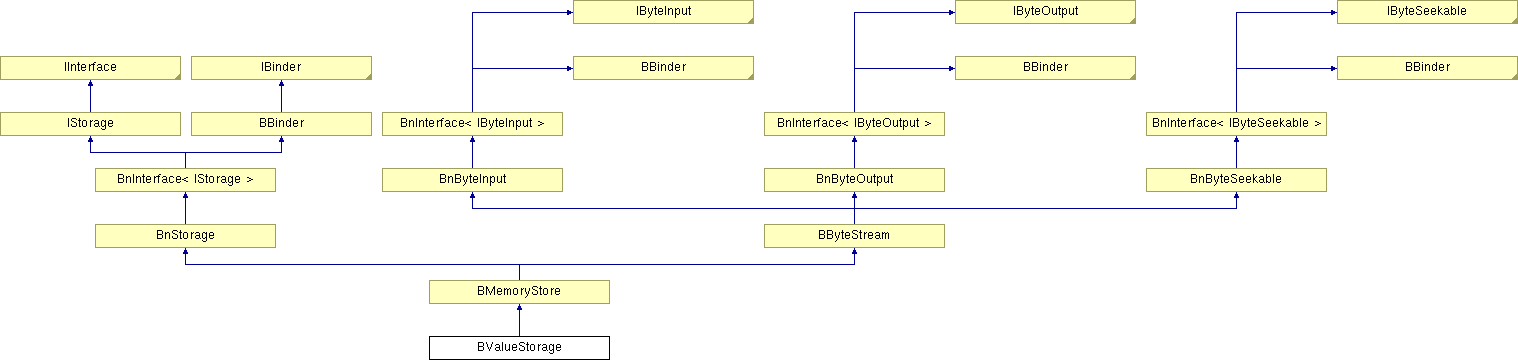 IByteInput
IByteOutput
IByteSeekable
IInterface
IBinder
BBinder
BBinder
BBinder
IStorage
BBinder
BnInterface< IByteInput >
BnInterface< IByteOutput >
BnInterface< IByteSeekable >
BnInterface< IStorage >
BnByteInput
BnByteOutput
BnByteSeekable
BnStorage
BByteStream
BMemoryStore
BValueStorage